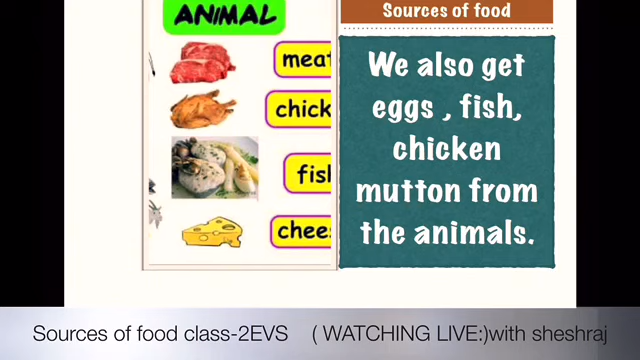 ANIMAL
meat
chick
fish
chees
Sources of food
We also get
eggs , fish,
chicken
mutton from
the animals.
Sources of food class-2EVS ( WATCHING LIVE:)with sheshraj